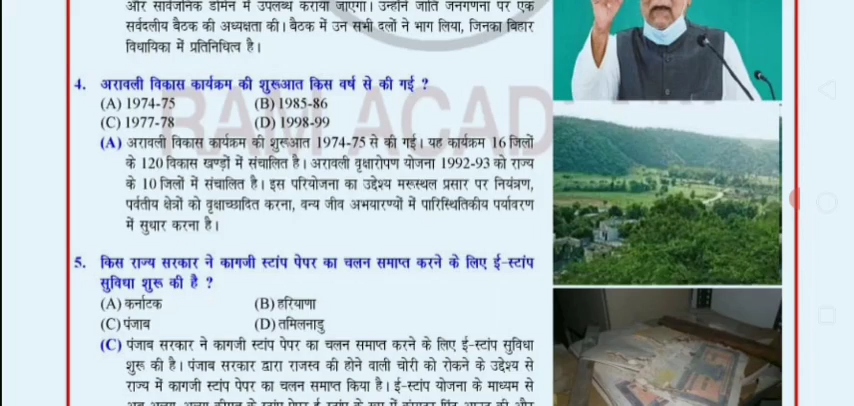 और सार्वजनिक डोमेन में उपलब्ध कराया जाएगा। उन्होंने जाति जनगणना पर एक
सर्वदलीय बैठक की अध्यक्षता की। बैठक में उन सभी दलों ने भाग लिया, जिनका बिहार
विधायिका में प्रतिनिधित्व है।
4. अरावली विकास कार्यक्रम की शुरूआत किस वर्ष से की गई ?
(A) 1974-75 (B) 1985-86
(C) 1977-78 (D) 1998-99
(A) अरावली विकास कार्यक्रम की शुरूआत 1974-75 से की गई। यह कार्यक्रम 16 जिलों
के 120 विकास खण्ड़ों में संचालित है। अरावली वृक्षारोपण योजना 1992-93 को राज्य
के 10 जिलों में संचालित है। इस परियोजना का उद्देश्य मरूस्थल प्रसार पर नियंत्रण,
पर्वतीय क्षेत्रों को वृक्षाच्छादित करना, वन्य जीव अभयारण्यों में पारिस्थितिकीय पर्यावरण
में सुधार करना है।
5. किस राज्य सरकार ने कागजी स्टांप पेपर का चलन समाप्त करने के लिए ई-स्टांप
सुविधा शुरू की है ?
(A) कर्नाटक (B) हरियाणा
(C) पंजाब (D) तमिलनाडु
(C) पंजाब सरकार ने कागजी स्टांप पेपर का चलन समाप्त करने के लिए ई-स्टांप सुविधा
शुरू की है। पंजाब सरकार द्वारा राजस्व की होने वाली चोरी को रोकने के उद्देश्य से
राज्य में कागजी स्टांप पेपर का चलन समाप्त किया है। ई-स्टांप योजना के माध्यम से